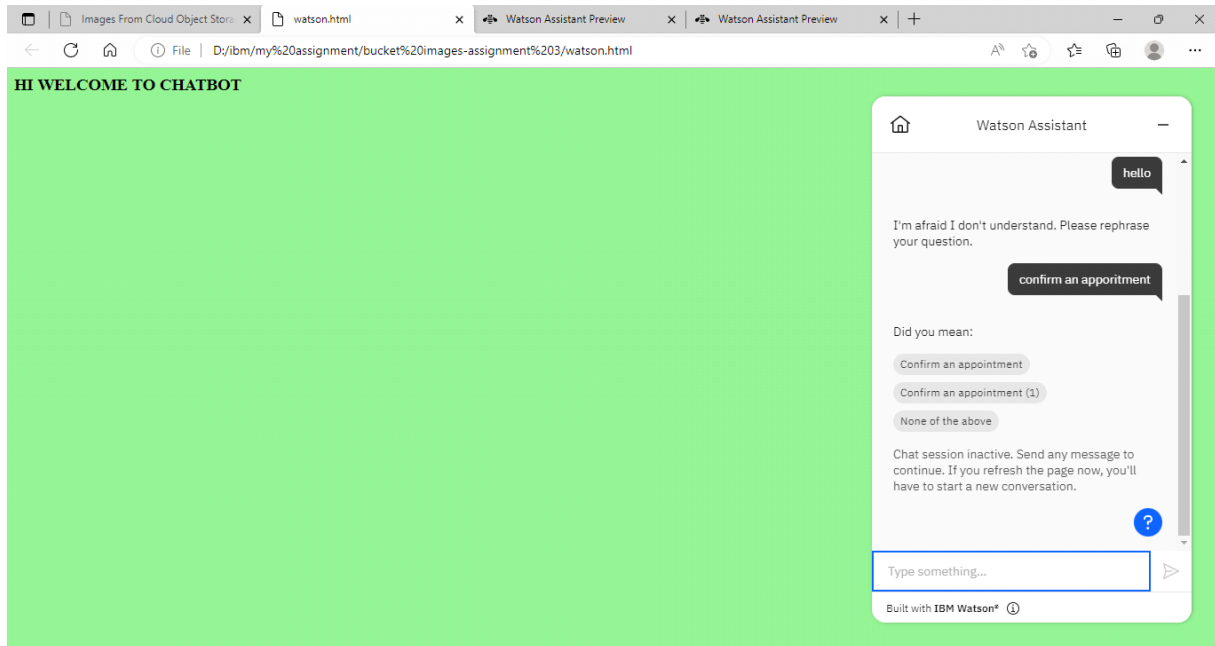 Images From Cloud Object Stora
watson.html
Watson Assistant Preview
Watson Assistant Preview
File
D:/ibm/my%20assignment/bucket%20images-assignment%203/watson.html
HI WELCOME TO CHATBOT
Watson Assistant
hello
I'm afraid I don't understand. Please rephrase
your question.
confirm an apporitment
Did you mean:
Confirm an appointment
Confirm an appointment (1)
None of the above
Chat session inactive. Send any message to
continue. If you refresh the page now, you'll
have to start a new conversation.
?
Type something...
Built with IBM Watson®